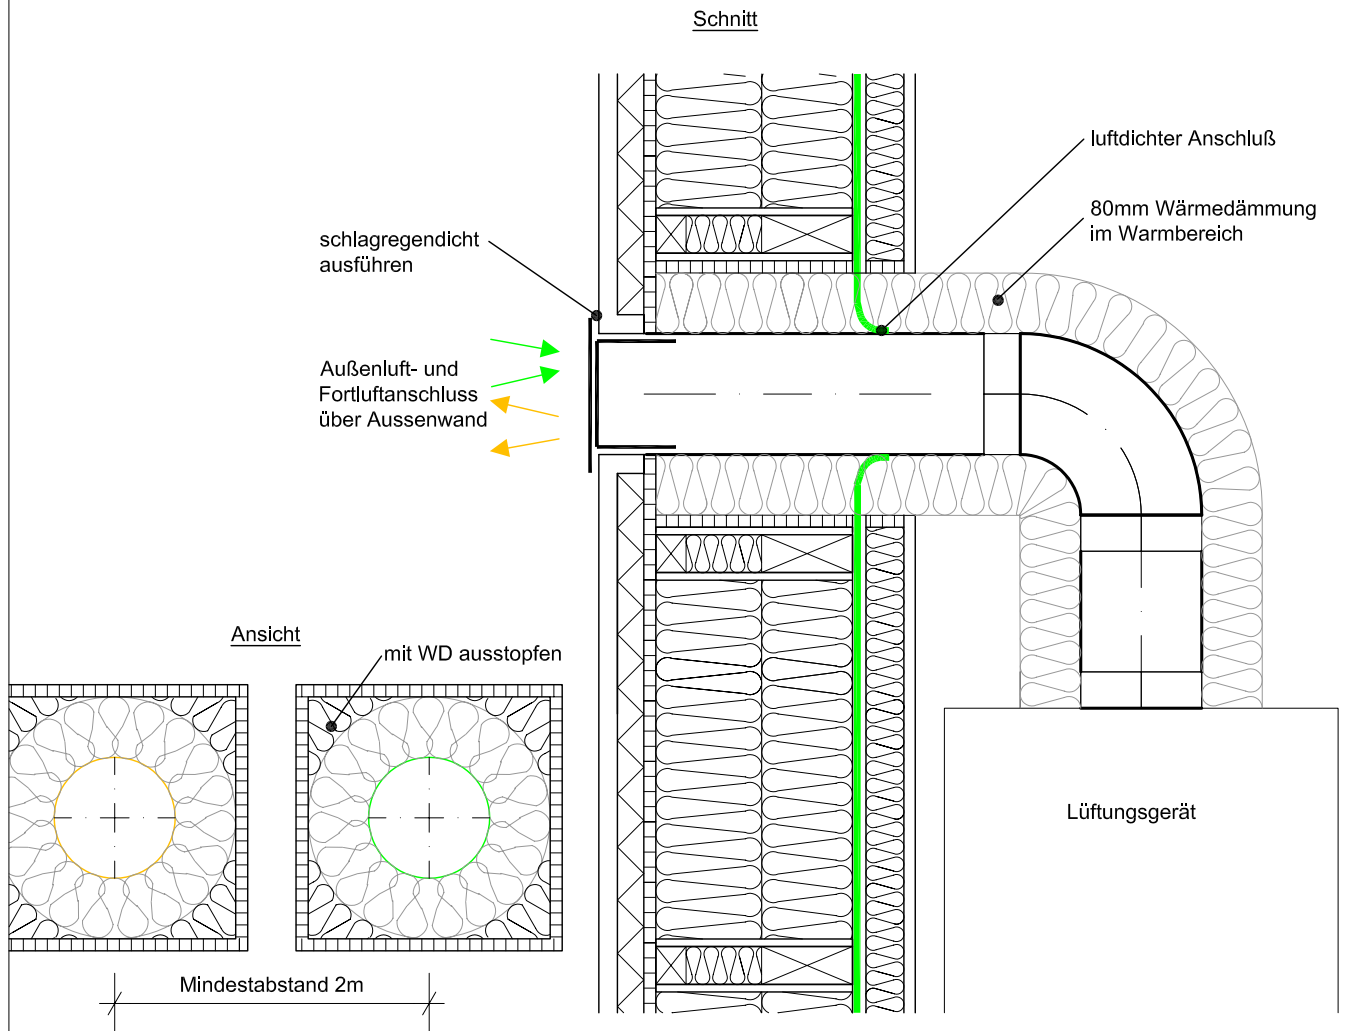 Schnitt
luftdichter Anschluß
80mm Wärmedämmung
im Warmbereich
schlagregendicht
ausführen
Außenluft- und
Fortluftanschluss
über Aussenwand
Ansicht
mit WD ausstopfen
Lüftungsgerät
Mindestabstand 2m